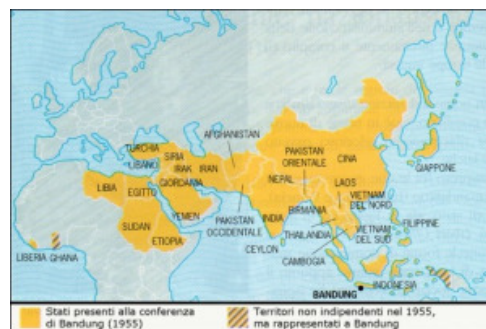 AFGHANISTAN
TURCHIA
SIRIA
LIBANO
IRAK
IRAN
GIORDANIA
PAKISTAN
ORIENTALE
CINA
NEPAL
LAOS
GIAPPONE
LIBIA
EGITTO
VIETNAM
DEL NORD
YEMEN
PAKISTAN
OCCIDENTALE
INDIA
BIRMANIA
FILIPPINE
SUDAN
ETIOPIA
THAILANDIA
VIETNAM
DEL SUD
CEYLON
CAMBOGIA
LIBERIA
GHANA
INDONESIA
BANDUNG
Stati presenti alla conferenza
di Bandung (1955)
Territori non indipendenti nel 1955,
ma rappresentati a Bandung